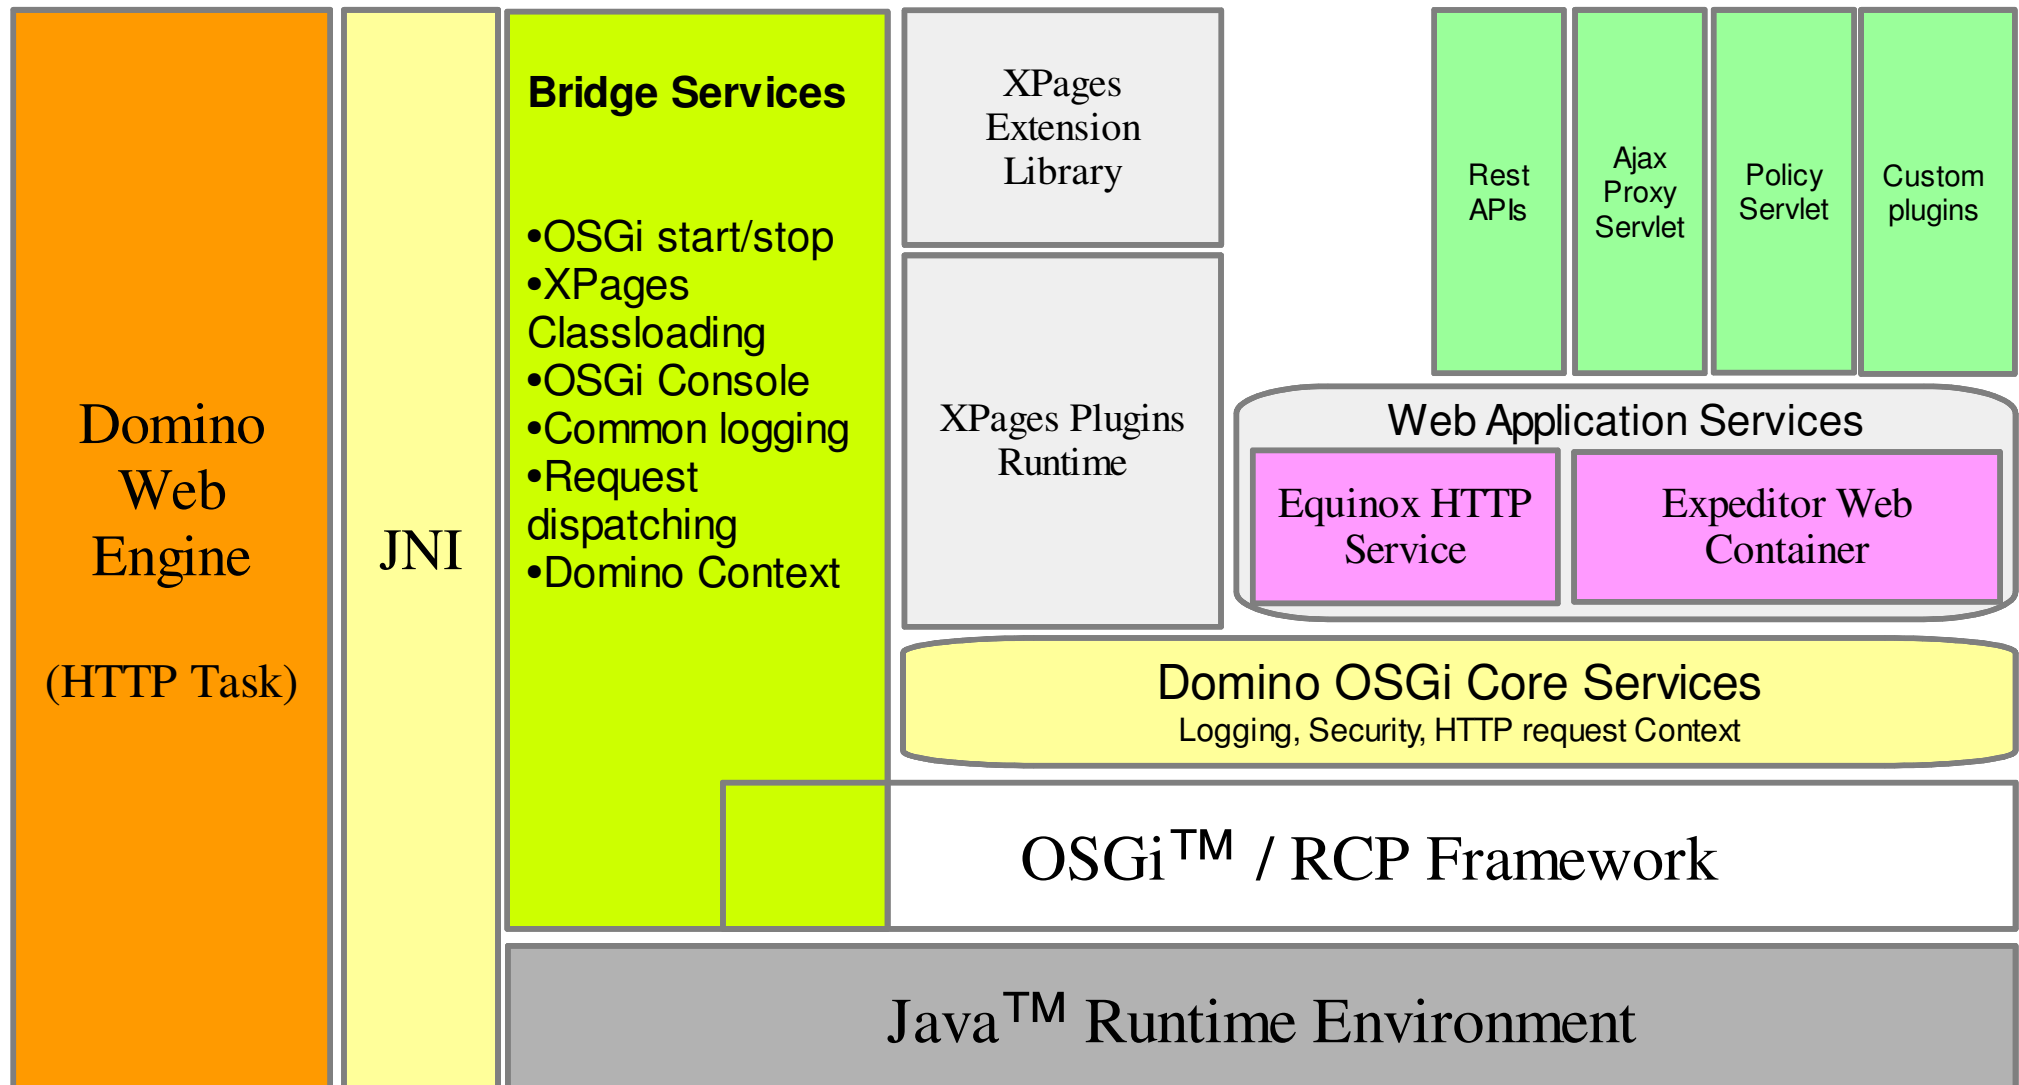 Domino
Web
Engine
(HTTP Task)
JNI
Bridge Services
•OSGi start/stop
•XPages
Classloading
•OSGi Console
•Common logging
•Request
dispatching
•Domino Context
XPages
Extension
Library
XPages Plugins
Runtime
Rest
APIs
Ajax
Proxy
Servlet
Policy
Servlet
Custom
plugins
Web Application Services
Equinox HTTP
Service
Expeditor Web
Container
Domino OSGi Core Services
Logging, Security, HTTP request Context
OSGi™ / RCP Framework
Java™ Runtime Environment